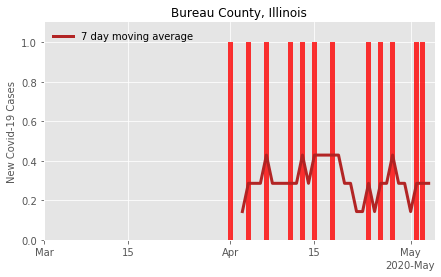 Bureau County, Illinois
7 day moving average
New Covid-19 Cases
1.0
0.8
0.6
0.4
0.2
0.0
Mar 15 Apr 15 May
2020-May